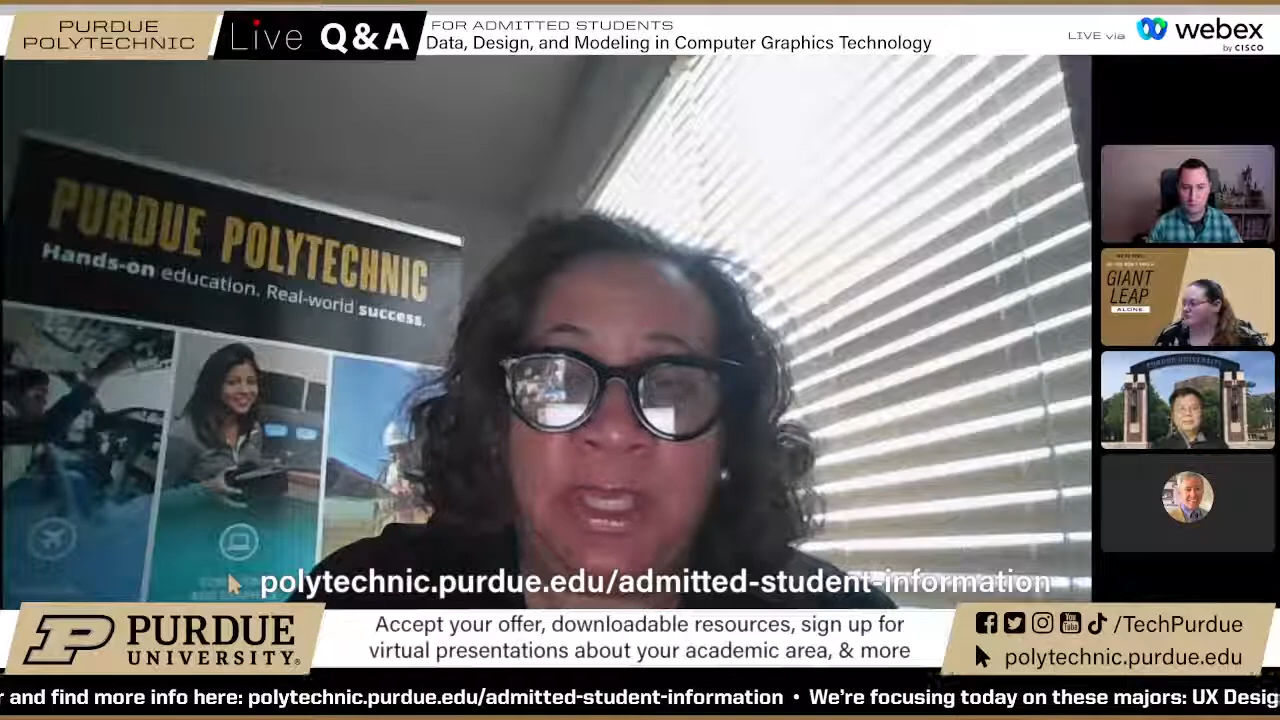 PURDUE
POLYTECHNIC
Live Q&A
FOR ADMITTED STUDENTS
Data, Design, and Modeling in Computer Graphics Technology
LIVE via
webex
by CISCO
PURDUE POLYTECHNIC
Hands-on education. Real-world success.
GIANT
LEAP
ALONE
PURDUE UNIVERSITY
polytechnic.purdue.edu/admitted-student-information
P PURDUE
UNIVERSITY®
Accept your offer, downloadable resources, sign up for
virtual presentations about your academic area, & more
You
Tube
/TechPurdue
polytechnic.purdue.edu
r and find more info here: polytechnic.purdue.edu/admitted-student-information • We’re focusing today on these majors: UX Desig